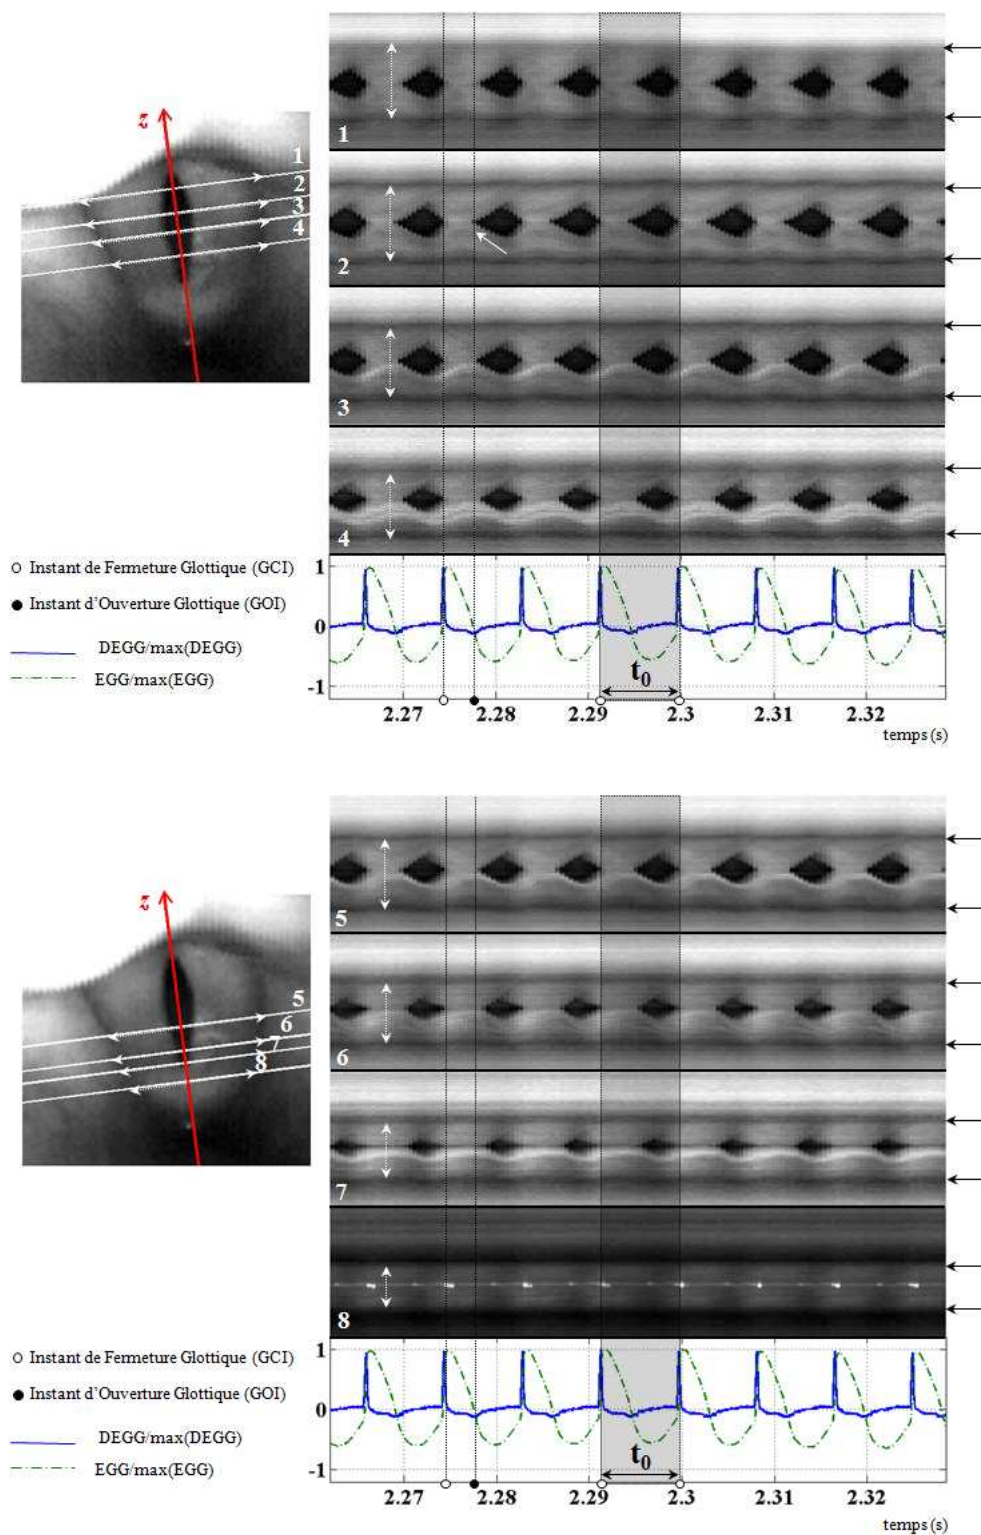 z
1
2
3
4
1
2
3
4
○ Instant de Fermeture Glottique (GCI)
● Instant d'Ouverture Glottique (GOI)
DEGG/max(DEGG)
EGG/max(EGG)
1
0
-1
t0
2.27 2.28 2.29 2.3 2.31 2.32
temps (s)
z
5
6
7
8
5
6
7
8
○ Instant de Fermeture Glottique (GCI)
● Instant d'Ouverture Glottique (GOI)
DEGG/max(DEGG)
EGG/max(EGG)
1
0
-1
t0
2.27 2.28 2.29 2.3 2.31 2.32
temps (s)